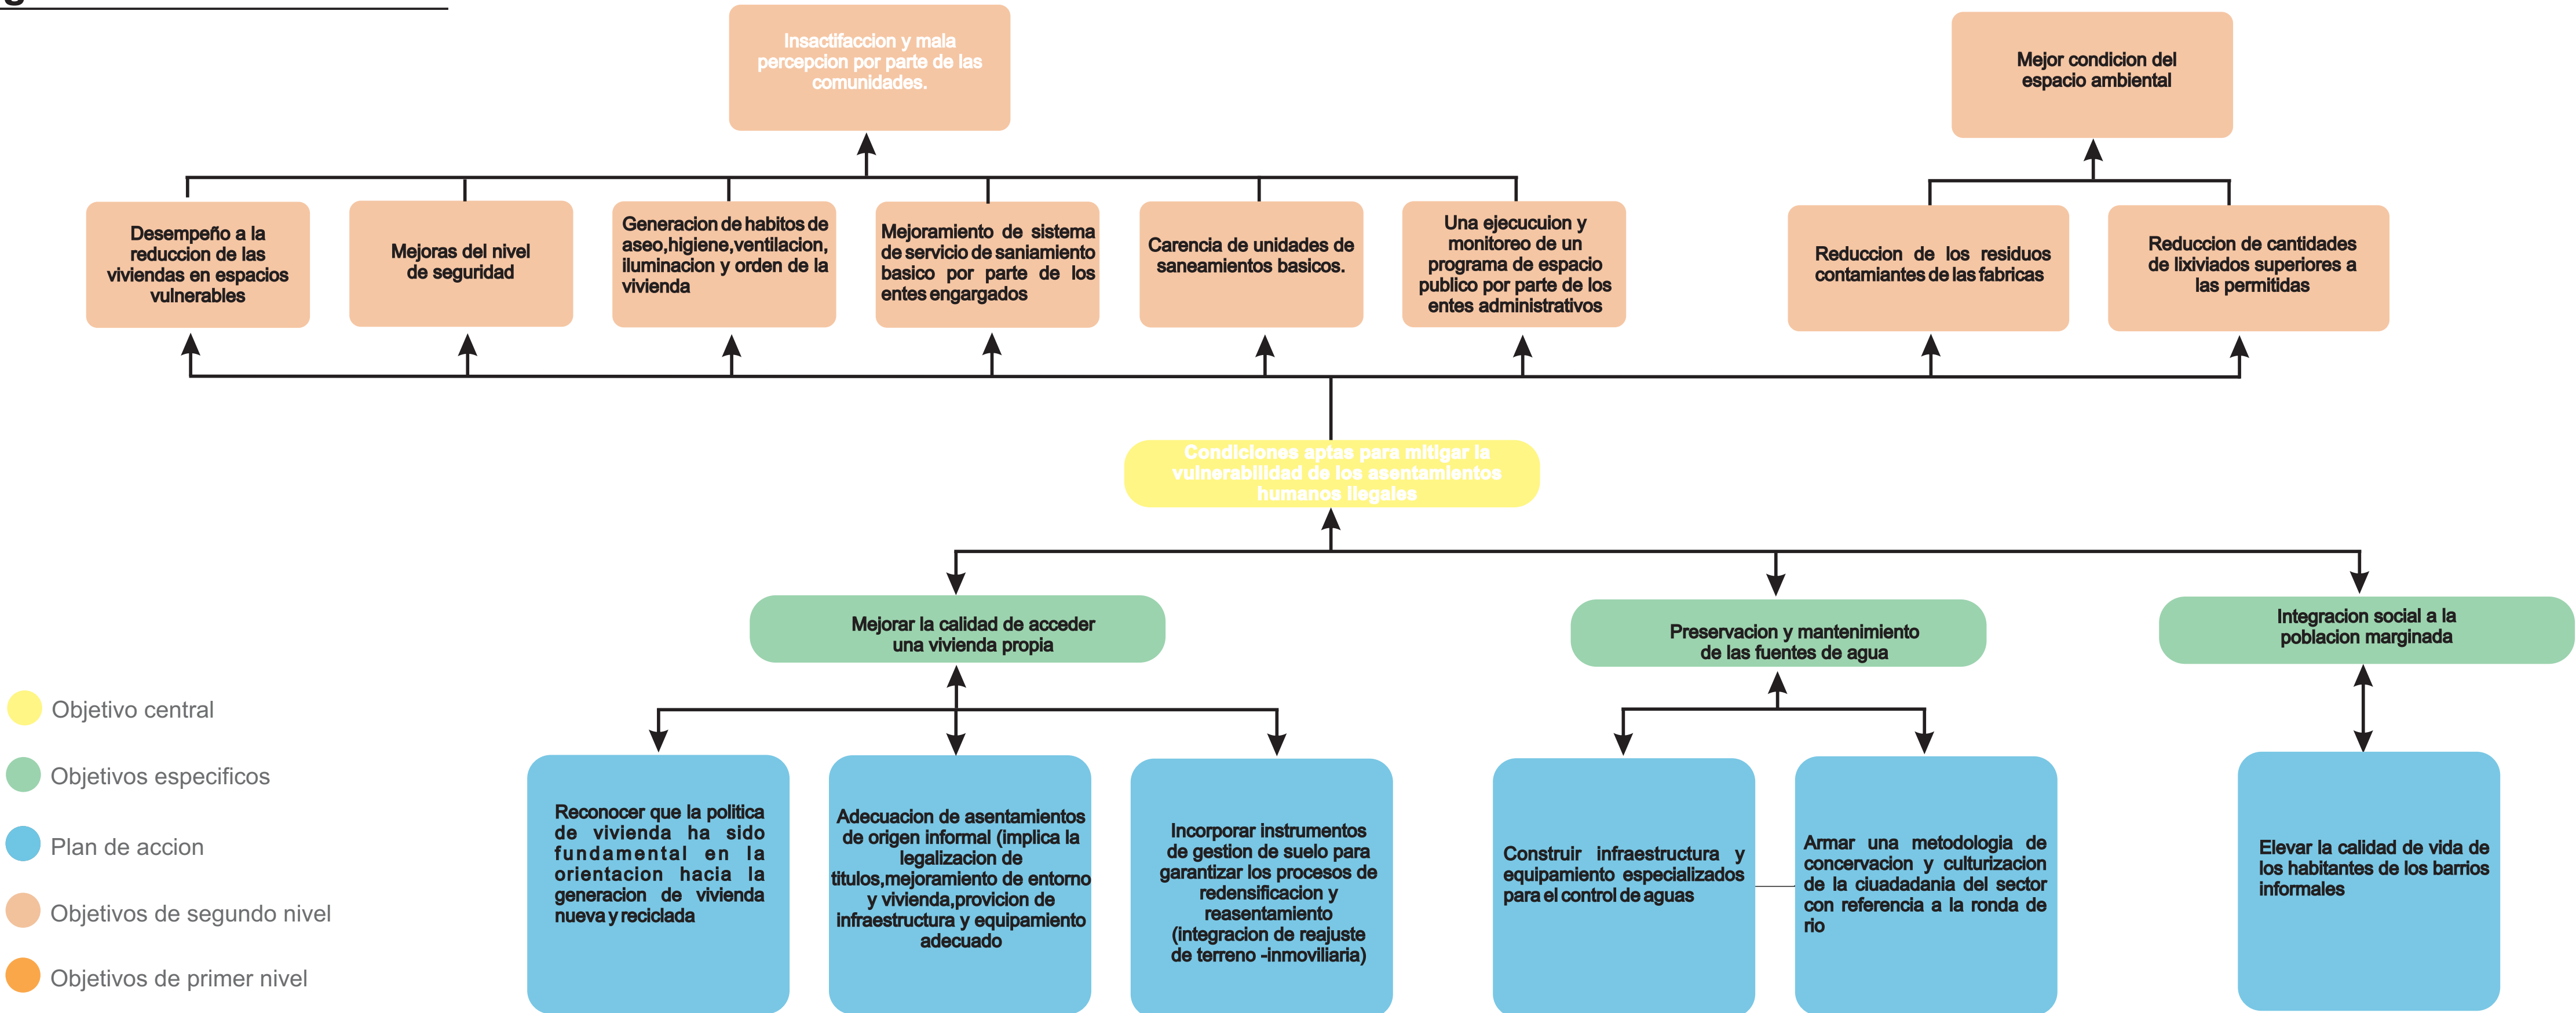 Insactifaccion y mala
percepcion por parte de las
comunidades.
Mejor condicion del
espacio ambiental
Desempeño a la
reduccion de las
viviendas en espacios
vulnerables
Mejoras del nivel
de seguridad
Generacion de habitos de
aseo,higiene,ventilacion,
iluminacion y orden de la
vivienda
Mejoramiento de sistema
de servicio de saniamiento
basico por parte de los
entes engargados
Carencia de unidades de
saneamientos basicos.
Una ejecucuion y
monitoreo de un
programa de espacio
publico por parte de los
entes administrativos
Reduccion de los residuos
contamiantes de las fabricas
Reduccion de cantidades
de lixiviados superiores a
las permitidas
Condiciones aptas para mitigar la
vulnerabilidad de los asentamientos
humanos ilegales
Mejorar la calidad de acceder
una vivienda propia
Preservacion y mantenimiento
de las fuentes de agua
Integracion social a la
poblacion marginada
Objetivo central
Objetivos especificos
Plan de accion
Objetivos de segundo nivel
Objetivos de primer nivel
Reconocer que la politica
de vivienda ha sido
fundamental en la
orientacion hacia la
generacion de vivienda
nueva y reciclada
Adecuacion de asentamientos
de origen informal (implica la
legalizacion de
titulos,mejoramiento de entorno
y vivienda,provicion de
infraestructura y equipamiento
adecuado
Incorporar instrumentos
de gestion de suelo para
garantizar los procesos de
redensificacion y
reasentamiento
(integracion de reajuste
de terreno -inmoviliaria)
Construir infraestructura y
equipamiento especializados
para el control de aguas
Armar una metodologia de
concervacion y culturizacion
de la ciuadadania del sector
con referencia a la ronda de
rio
Elevar la calidad de vida de
los habitantes de los barrios
informales